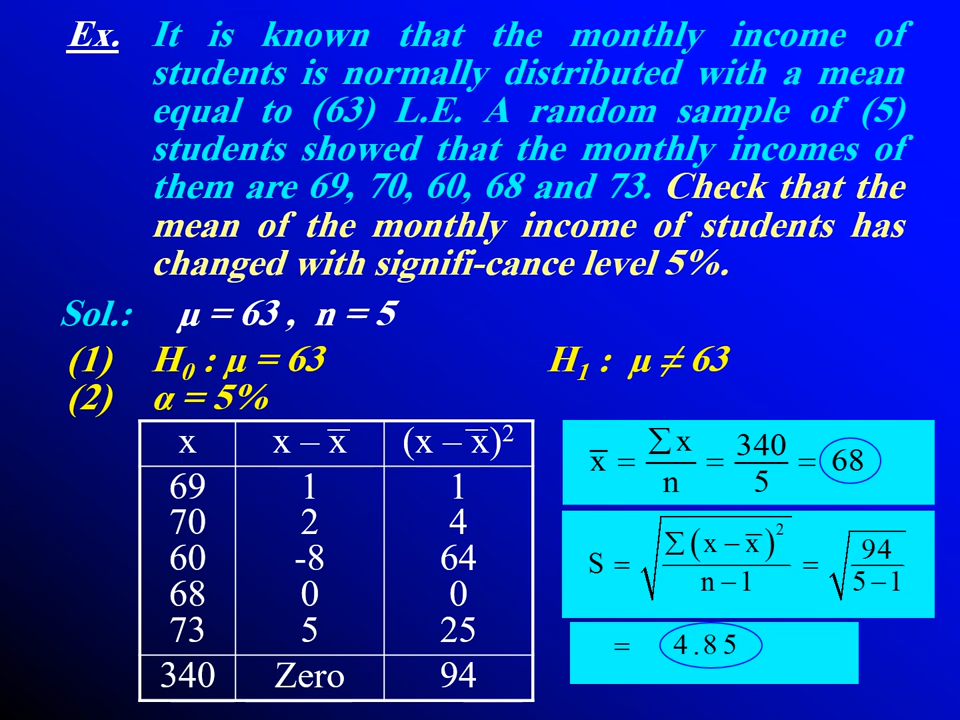 Ex. It is known that the monthly income of
students is normally distributed with a mean
equal to (63) L.E. A random sample of (5)
students showed that the monthly incomes of
them are 69, 70, 60, 68 and 73. Check that the
mean of the monthly income of students has
changed with signifi-cance level 5%.
Sol.: μ = 63 , n = 5
(1) H₀ : μ = 63 H₁ : μ ≠ 63
(2) α = 5%
x x – x̅ (x – x̅)²
69 1 1
70 2 4
60 -8 64
68 0 0
73 5 25
340 Zero 94
x̅ = ∑x / n = 340 / 5 = 68
S = √(∑(x – x̅)² / (n – 1)) = √(94 / (5 – 1))
= 4.85